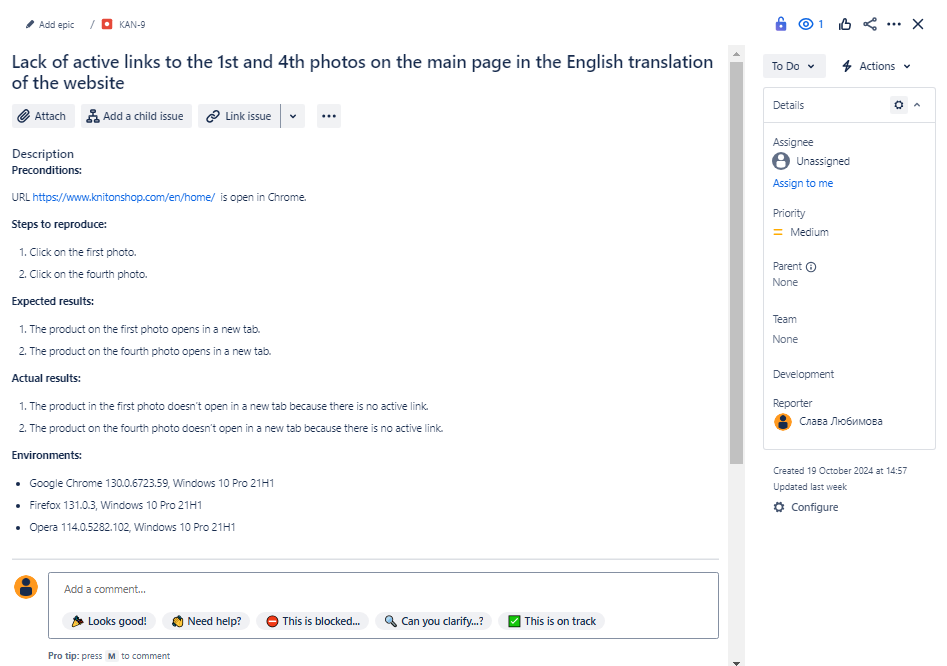 Add epic / KAN-9
1
Lack of active links to the 1st and 4th photos on the main page in the English translation
of the website
Attach Add a child issue Link issue
Description
Preconditions:
URL https://www.knitonshop.com/en/home/ is open in Chrome.
Steps to reproduce:
1. Click on the first photo.
2. Click on the fourth photo.
Expected results:
1. The product on the first photo opens in a new tab.
2. The product on the fourth photo opens in a new tab.
Actual results:
1. The product in the first photo doesn't open in a new tab because there is no active link.
2. The product on the fourth photo doesn't open in a new tab because there is no active link.
Environments:
• Google Chrome 130.0.6723.59, Windows 10 Pro 21H1
• Firefox 131.0.3, Windows 10 Pro 21H1
• Opera 114.0.5282.102, Windows 10 Pro 21H1
Add a comment...
Looks good! Need help? This is blocked... Can you clarify...? This is on track
Pro tip: press M to comment
To Do Actions
Details
Assignee
Unassigned
Assign to me
Priority
Medium
Parent
None
Team
None
Development
Reporter
Слава Любимова
Created 19 October 2024 at 14:57
Updated last week
Configure